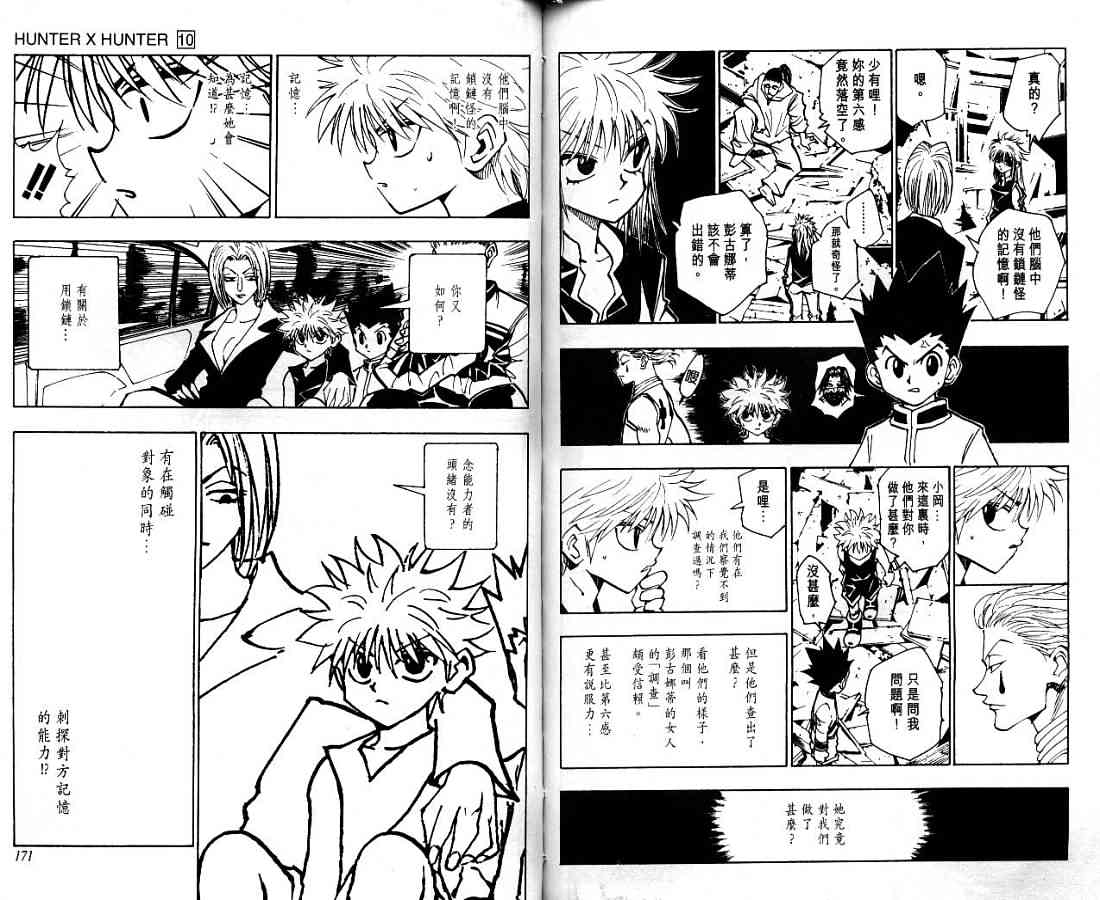 真的？
嗯。
他們腦中
沒有鎖鏈怪
的記憶啊！
………
那就奇怪了。
少有哩！
妳的第六感
竟然落空了。
算了，
彭古娜蒂
該不會
出錯的。
小岡…
來這裏時，
他們對你
做了甚麼？
沒甚麼。
只是問我
問題啊！
是哩…
他們有在
我們察覺不到
的情況下
調查過嗎？
但是他們查出了
甚麼？
看他們的樣子，
那個叫
彭古娜蒂的女人
的「調查」
頗受信賴。
甚至比第六感
更有説服力…
她究竟
對我們
做了
甚麼？
HUNTER X HUNTER 10
他們腦中
沒有
鎖鏈怪的
記憶啊！
記憶…
記憶…
為甚麼她會
知道!?
!!
你又
如何？
有關於
用鎖鏈…
念能力者的
頭緒沒有？
有在觸碰
對象的同時…
刺探對方記憶
的能力!?
171